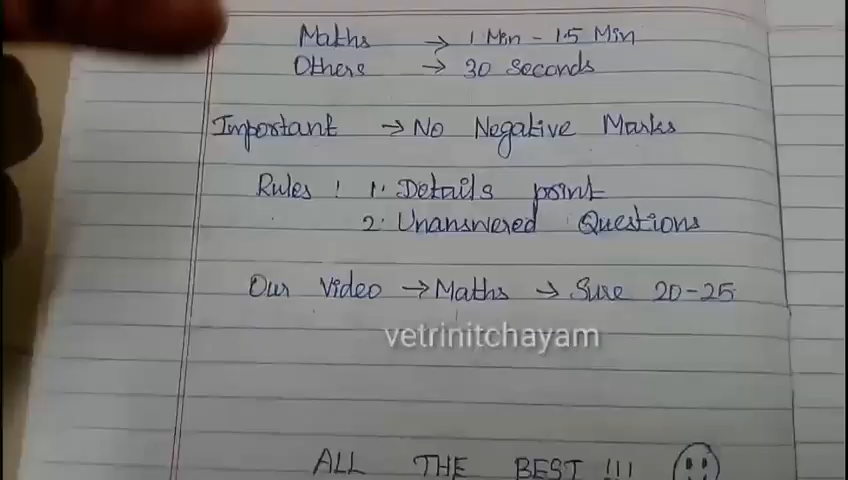 Maths → 1 Min - 1.5 Min
Others → 30 Seconds
Important → No Negative Marks
Rules : 1. Details point
2. Unanswered Questions
Our Video → Maths → Sure 20-25
vetrinitchayam
ALL THE BEST !!!